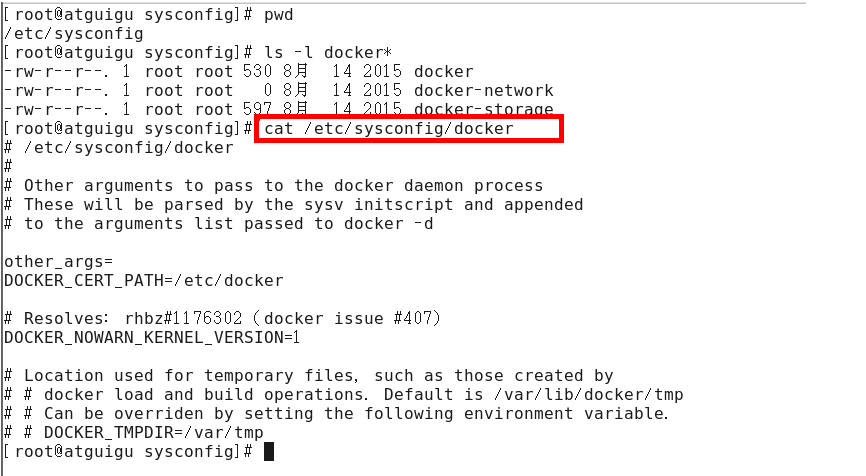 [root@atguigu sysconfig]# pwd
/etc/sysconfig
[root@atguigu sysconfig]# ls -l docker*
-rw-r--r--. 1 root root 530 8月  14 2015 docker
-rw-r--r--. 1 root root   0 8月  14 2015 docker-network
-rw-r--r--. 1 root root 597 8月  14 2015 docker-storage
[root@atguigu sysconfig]# cat /etc/sysconfig/docker
# /etc/sysconfig/docker
#
# Other arguments to pass to the docker daemon process
# These will be parsed by the sysv initscript and appended
# to the arguments list passed to docker -d
other_args=
DOCKER_CERT_PATH=/etc/docker
# Resolves: rhbz#1176302 (docker issue #407)
DOCKER_NOWARN_KERNEL_VERSION=1
# Location used for temporary files, such as those created by
# # docker load and build operations. Default is /var/lib/docker/tmp
# # Can be overriden by setting the following environment variable.
# # DOCKER_TMPDIR=/var/tmp
[root@atguigu sysconfig]#